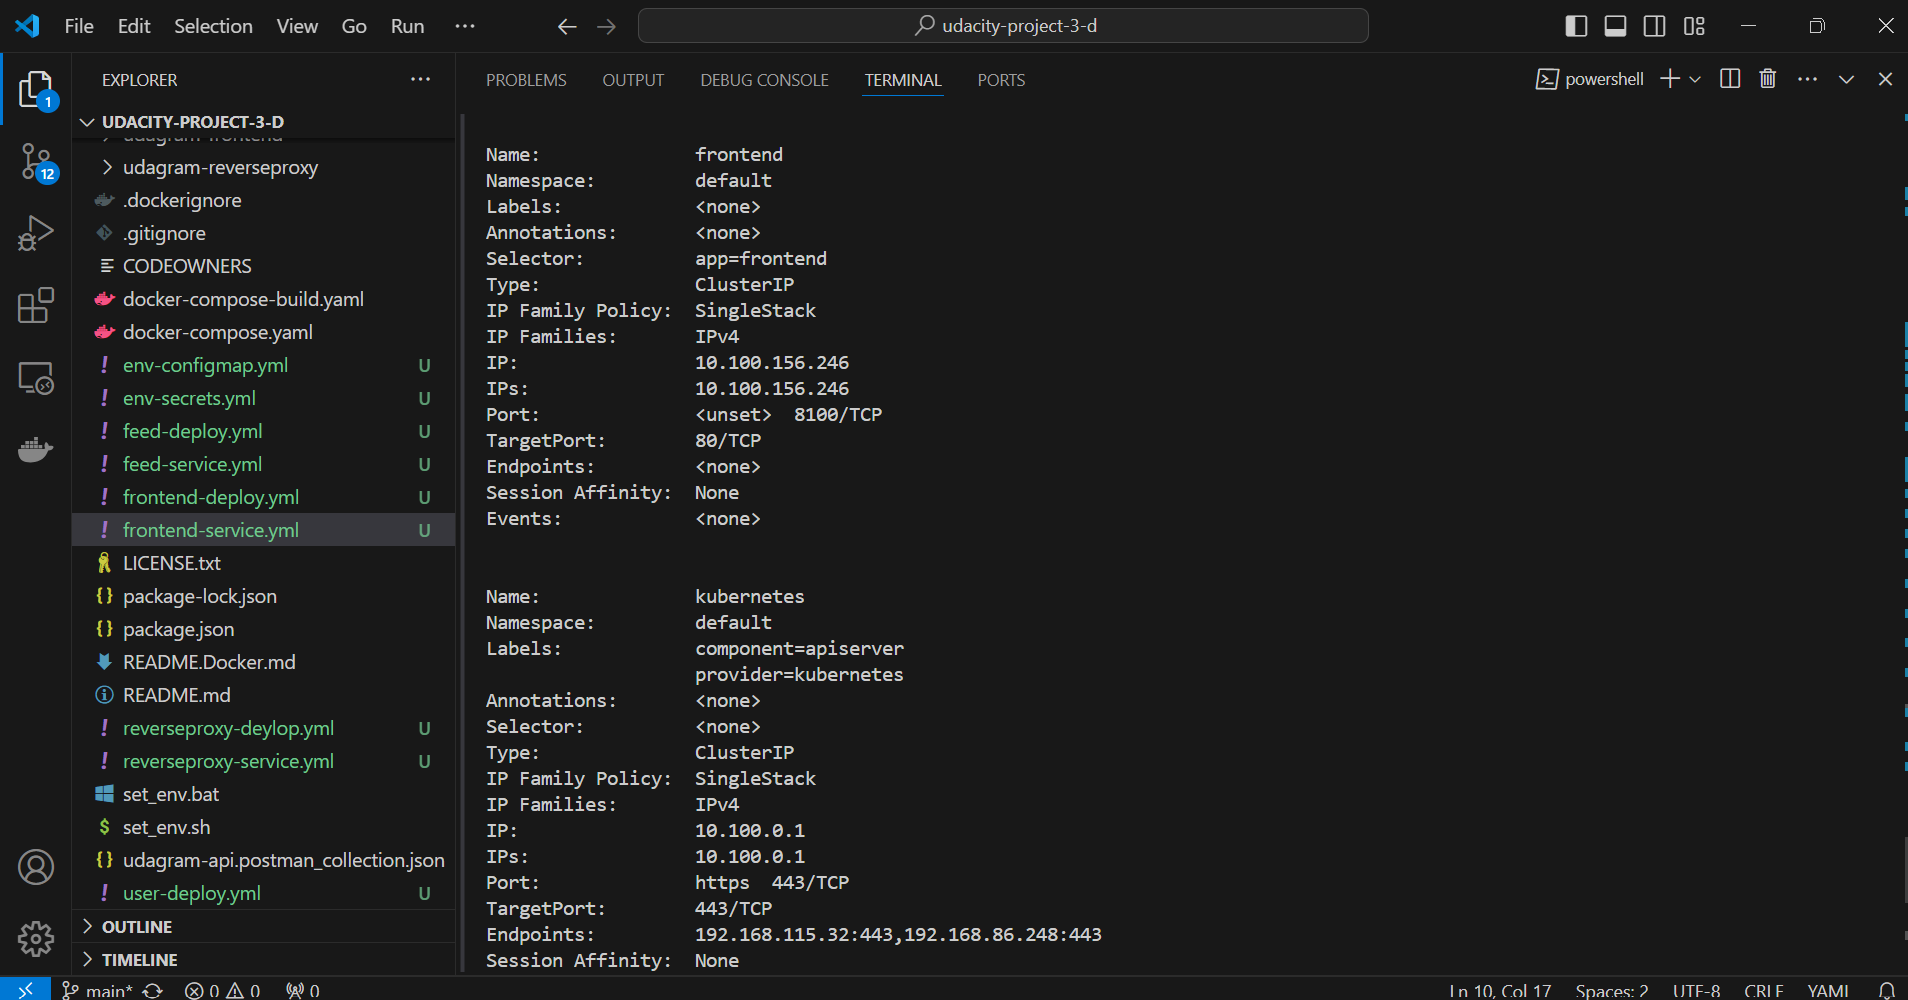 File Edit Selection View Go Run ···
udacity-project-3-d
EXPLORER ···
UDACITY-PROJECT-3-D
udagram-frontend
udagram-reverseproxy
.dockerignore
.gitignore
CODEOWNERS
docker-compose-build.yaml
docker-compose.yaml
! env-configmap.yml U
! env-secrets.yml U
! feed-deploy.yml U
! feed-service.yml U
! frontend-deploy.yml U
! frontend-service.yml U
LICENSE.txt
{} package-lock.json
{} package.json
README.Docker.md
README.md
! reverseproxy-deylop.yml U
! reverseproxy-service.yml U
set_env.bat
$ set_env.sh
{} udagram-api.postman_collection.json
! user-deploy.yml U
OUTLINE
TIMELINE
1
12
PROBLEMS OUTPUT DEBUG CONSOLE TERMINAL PORTS
powershell
Name: frontend
Namespace: default
Labels: <none>
Annotations: <none>
Selector: app=frontend
Type: ClusterIP
IP Family Policy: SingleStack
IP Families: IPv4
IP: 10.100.156.246
IPs: 10.100.156.246
Port: <unset> 8100/TCP
TargetPort: 80/TCP
Endpoints: <none>
Session Affinity: None
Events: <none>
Name: kubernetes
Namespace: default
Labels: component=apiserver
provider=kubernetes
Annotations: <none>
Selector: <none>
Type: ClusterIP
IP Family Policy: SingleStack
IP Families: IPv4
IP: 10.100.0.1
IPs: 10.100.0.1
Port: https 443/TCP
TargetPort: 443/TCP
Endpoints: 192.168.115.32:443,192.168.86.248:443
Session Affinity: None
main* 0 0 0
Ln 10, Col 17 Spaces: 2 UTF-8 CRLF YAML